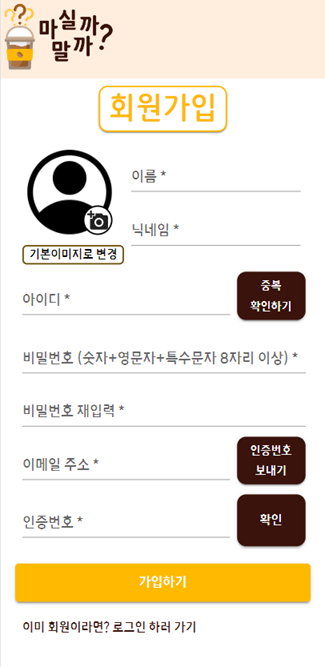 마실까
말까?
회원가입
이름 *
닉네임 *
기본이미지로 변경
아이디 *
중복
확인하기
비밀번호 (숫자+영문자+특수문자 8자리 이상) *
비밀번호 재입력 *
이메일 주소 *
인증번호
보내기
인증번호 *
확인
가입하기
이미 회원이라면? 로그인 하러 가기